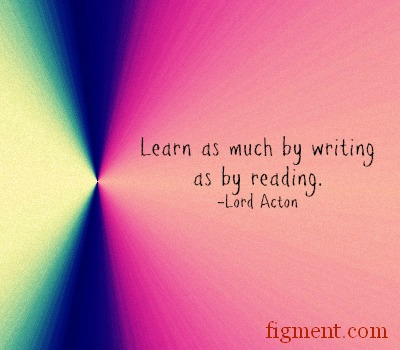 Learn as much by writing
as by reading.
-Lord Acton
figment.com